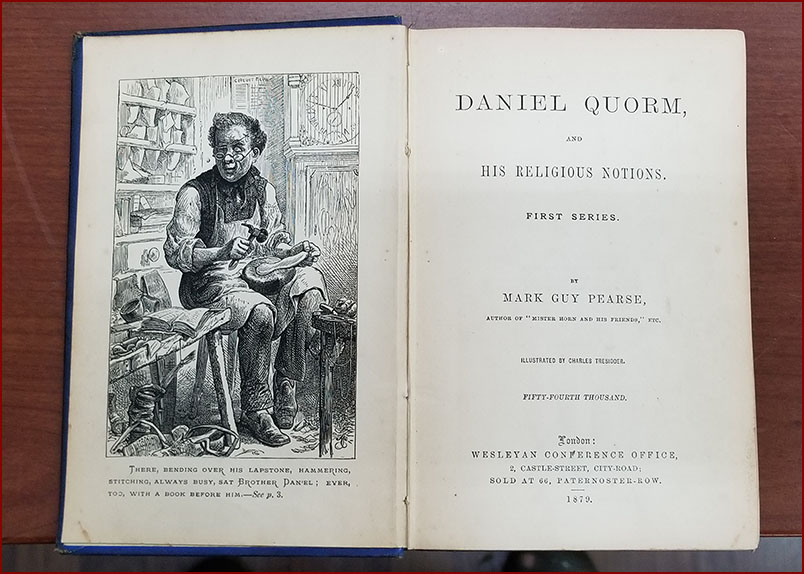 CIRCUIT PLAN
THERE, BENDING OVER HIS LAPSTONE, HAMMERING,
STITCHING, ALWAYS BUSY, SAT BROTHER DAN'EL; EVER,
TOO, WITH A BOOK BEFORE HIM.—See p. 3.
DANIEL QUORM,
AND
HIS RELIGIOUS NOTIONS.
FIRST SERIES.
BY
MARK GUY PEARSE,
AUTHOR OF "MISTER HORN AND HIS FRIENDS," ETC.
ILLUSTRATED BY CHARLES TRESIDDER.
FIFTY-FOURTH THOUSAND.
London:
WESLEYAN CONFERENCE OFFICE,
2, CASTLE-STREET, CITY-ROAD;
SOLD AT 66, PATERNOSTER-ROW.
1879.